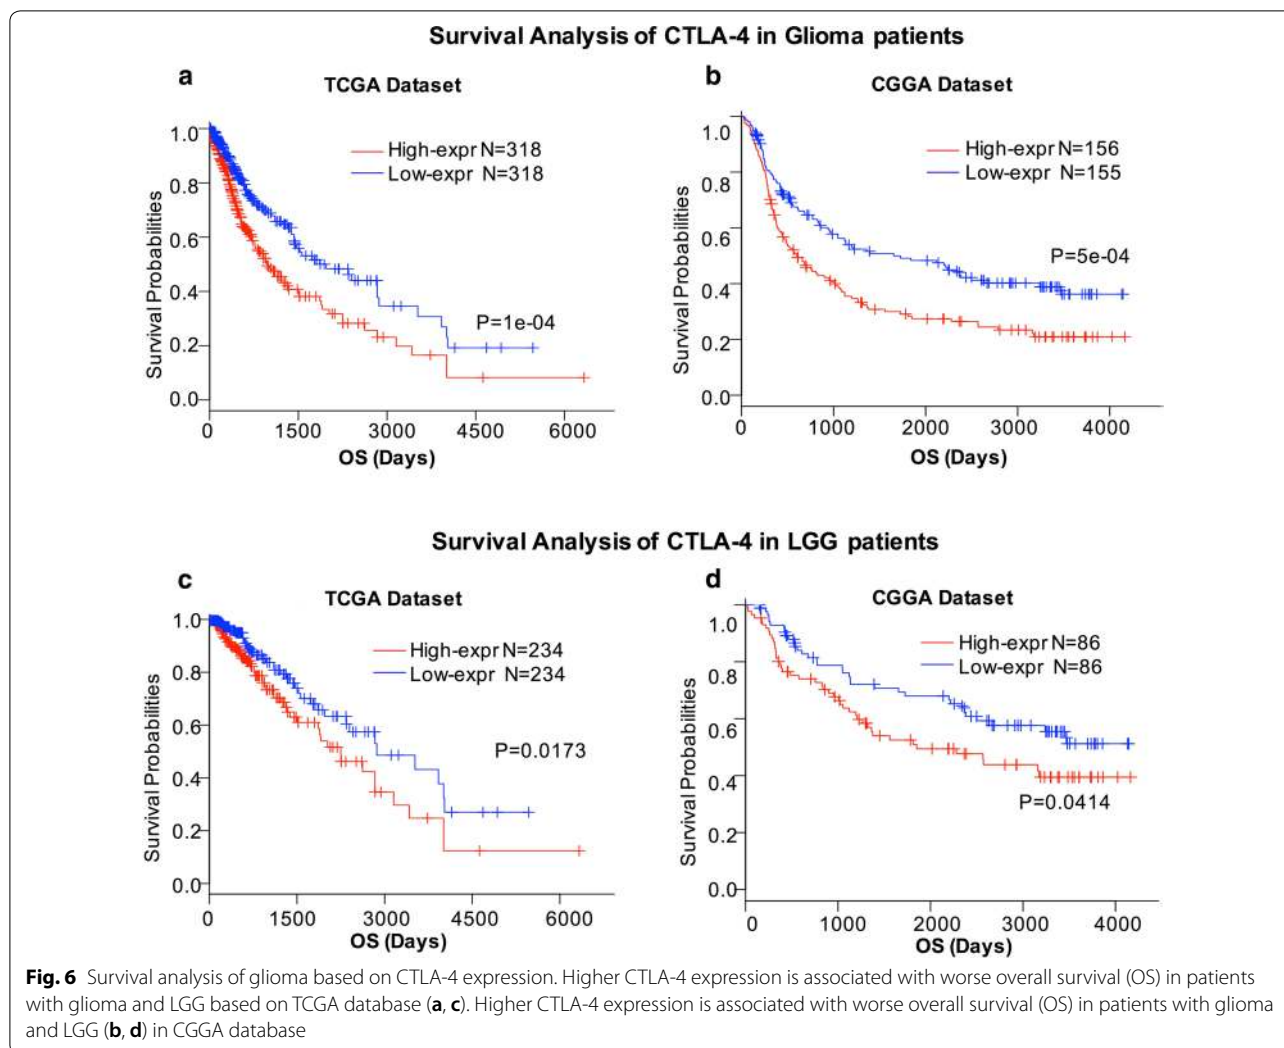 Survival Analysis of CTLA-4 in Glioma patients
a
TCGA Dataset
High-expr N=318
Low-expr N=318
P=1e-04
Survival Probabilities
1.0
0.8
0.6
0.4
0.2
0.0
0 1500 3000 4500 6000
OS (Days)
b
CGGA Dataset
High-expr N=156
Low-expr N=155
P=5e-04
Survival Probabilities
1.0
0.8
0.6
0.4
0.2
0.0
0 1000 2000 3000 4000
OS (Days)
Survival Analysis of CTLA-4 in LGG patients
c
TCGA Dataset
High-expr N=234
Low-expr N=234
P=0.0173
Survival Probabilities
1.0
0.8
0.6
0.4
0.2
0.0
0 1500 3000 4500 6000
OS (Days)
d
CGGA Dataset
High-expr N=86
Low-expr N=86
P=0.0414
Survival Probabilities
1.0
0.8
0.6
0.4
0.2
0.0
0 1000 2000 3000 4000
OS (Days)
Fig. 6 Survival analysis of glioma based on CTLA-4 expression. Higher CTLA-4 expression is associated with worse overall survival (OS) in patients
with glioma and LGG based on TCGA database (a, c). Higher CTLA-4 expression is associated with worse overall survival (OS) in patients with glioma
and LGG (b, d) in CGGA database